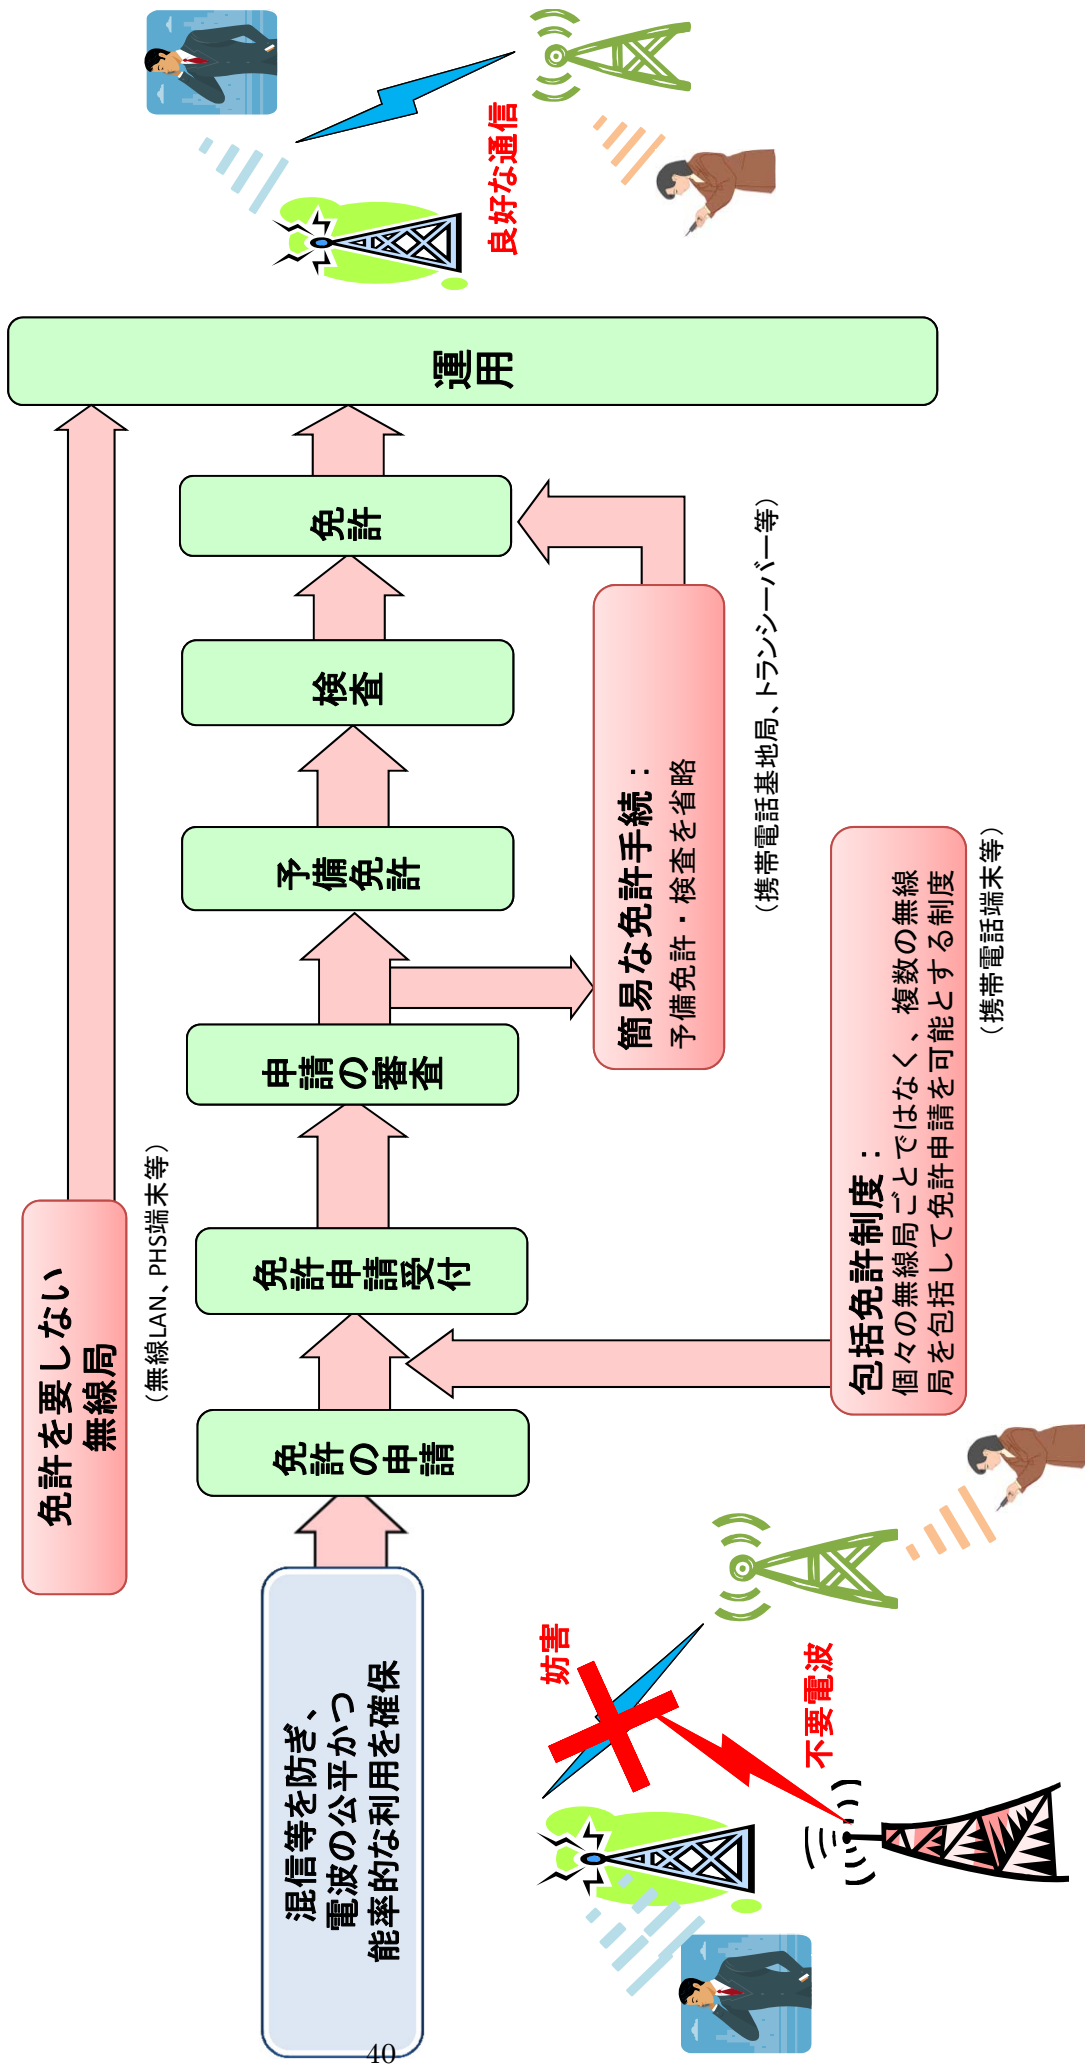 免許を要しない
無線局
（無線LAN、PHS端末等）
混信等を防ぎ、
電波の公平かつ
能率的な利用を確保
免許の申請
免許申請受付
申請の審査
予備免許
検査
免許
運用
簡易な免許手続：
予備免許・検査を省略
（携帯電話基地局、トランシーバー等）
包括免許制度：
個々の無線局ごとではなく、複数の無線
局を包括して免許申請を可能とする制度
（携帯電話端末等）
妨害
不要電波
良好な通信
40